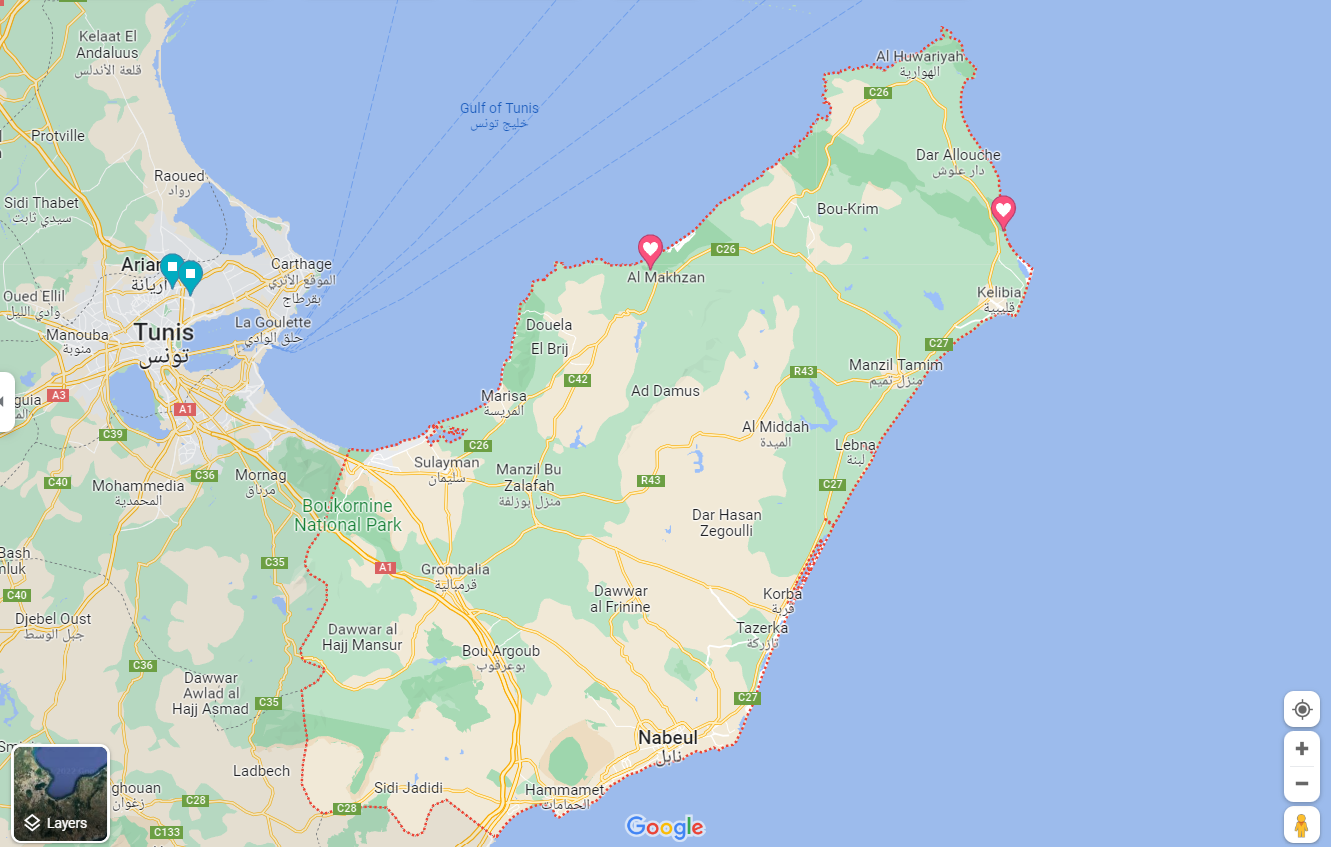 Kelaat El
Andaluus
قلعة الأندلس
Protville
Raoued
رواد
Sidi Thabet
سيدي ثابت
Gulf of Tunis
خليج تونس
Al Huwariyah
الهوارية
C26
Dar Allouche
دار علوش
Bou-Krim
C26
Al Makhzan
Kelibia
قليبية
Carthage
الموقع الأثري
بقرطاج
أريانة
Oued Ellil
وادي الليل
Manouba
منوبة
Tunis
تونس
La Goulette
حلق الوادي
Douela
El Brij
C27
Manzil Tamim
منزل تميم
R43
C42
Ad Damus
Marisa
المريسة
A3
A1
C39
Al Middah
الميدة
Lebna
لبنة
C26
Sulayman
سليمان
Manzil Bu
Zalafah
منزل بوزلفة
R43
C27
C40
C36
Mornag
مرناق
Mohammedia
المحمدية
Boukornine
National Park
Dar Hasan
Zegoulli
C35
A1
Grombalia
قرمبالية
C40
Djebel Oust
جبل الوسط
Dawwar
al Frinine
Korba
قربة
Tazerka
تازركة
Dawwar al
Hajj Mansur
Bou Argoub
بوعرقوب
C36
Dawwar
Awlad al
Hajj Asmad
C35
C27
Nabeul
نابل
Ladbech
Sidi Jadidi
Hammamet
الحمامات
زغوان
C28
C28
C133
Layers
Google